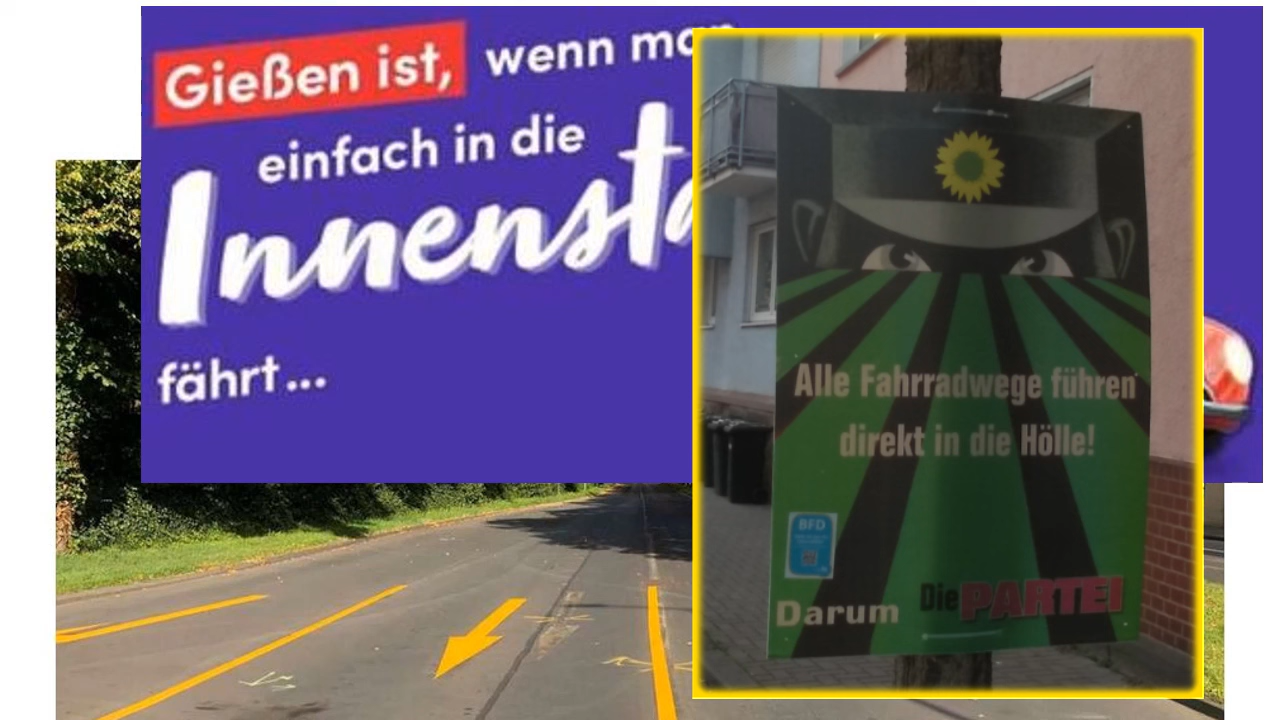 Gießen ist, wenn man
einfach in die
Innensta
fährt...
Alle Fahrradwege führen
direkt in die Hölle!
BFD
Darum Die PARTEI